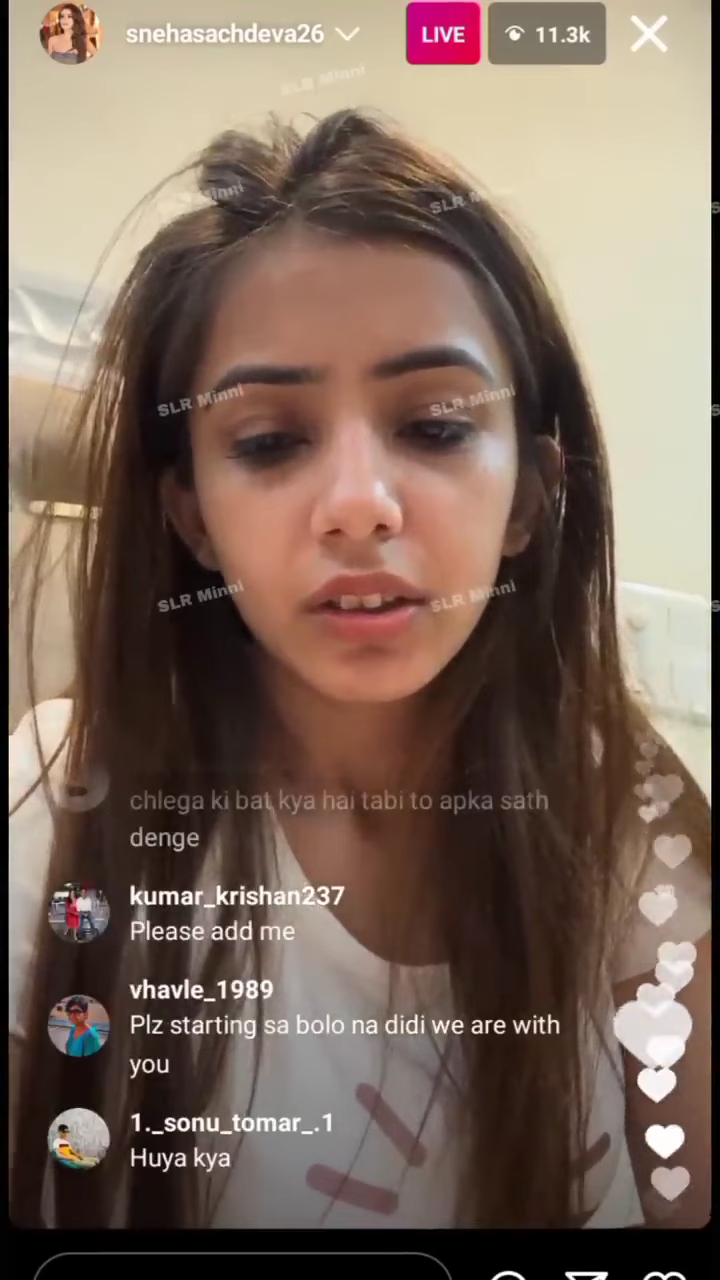 snehasachdeva26
LIVE
11.3k
SLR Minni
SLR Minni
SLR Minni
SLR Minni
SLR Minni
chlega ki bat kya hai tabi to apka sath
denge
kumar_krishan237
Please add me
vhavle_1989
Plz starting sa bolo na didi we are with
you
1._sonu_tomar_.1
Huya kya